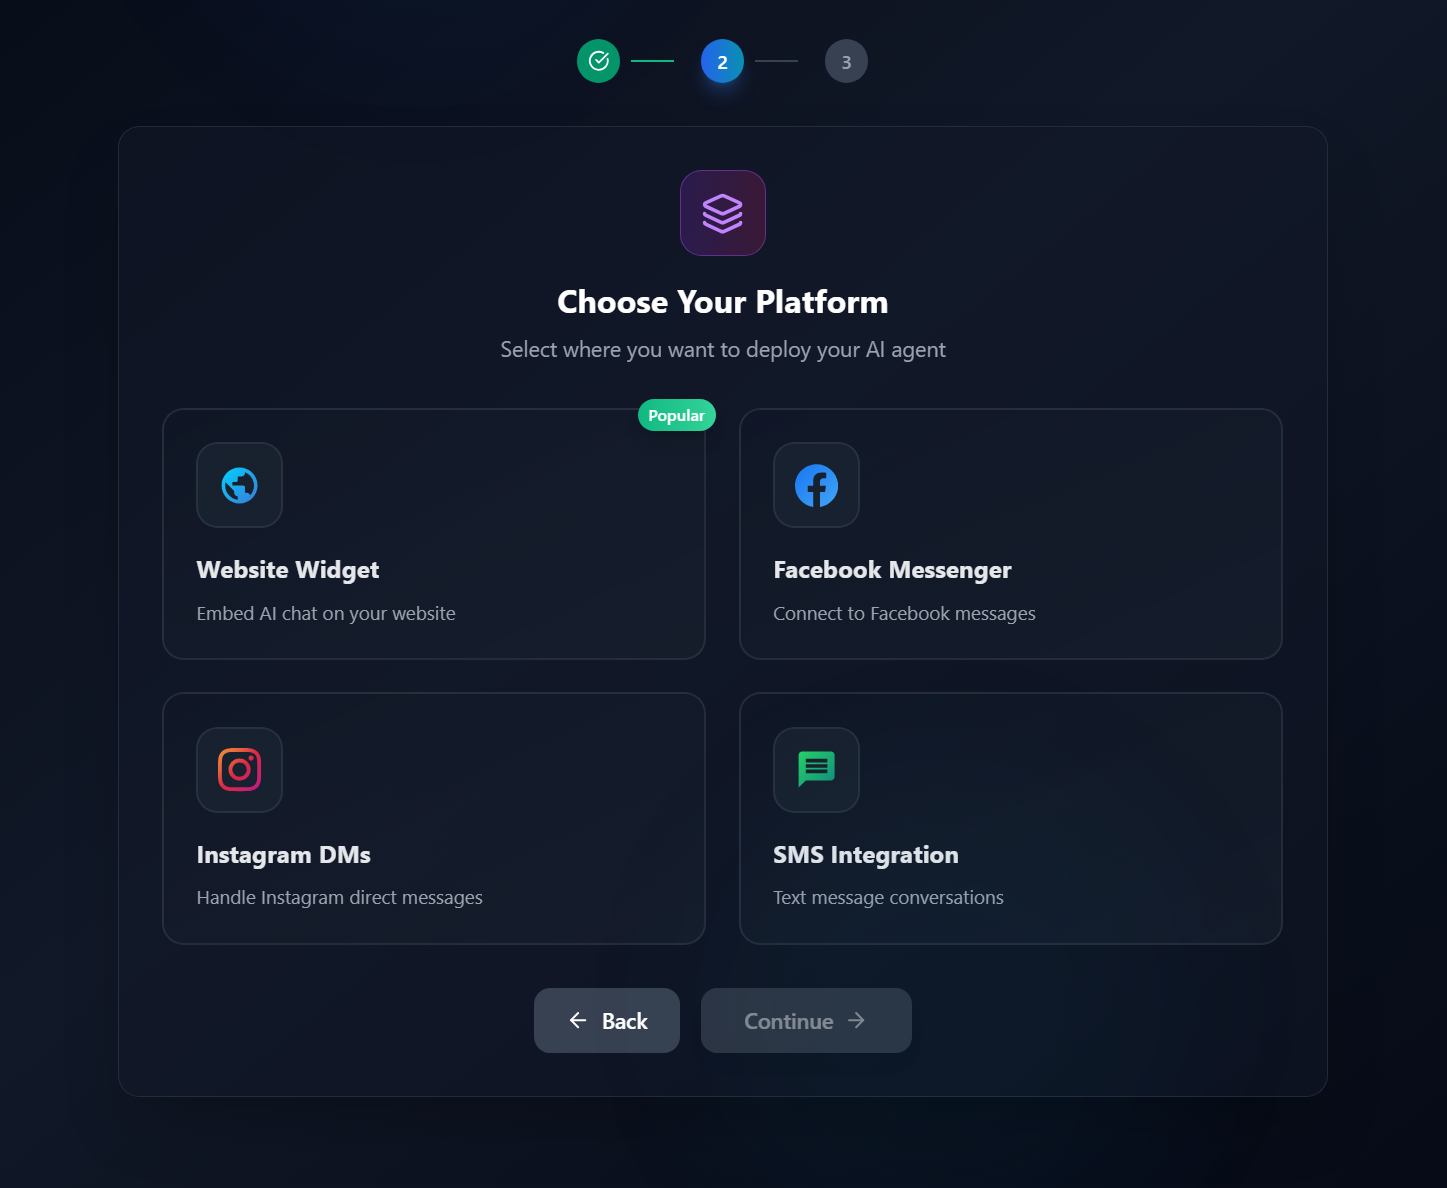 2
3
Choose Your Platform
Select where you want to deploy your AI agent
Popular
Website Widget
Embed AI chat on your website
Facebook Messenger
Connect to Facebook messages
Instagram DMs
Handle Instagram direct messages
SMS Integration
Text message conversations
Back
Continue